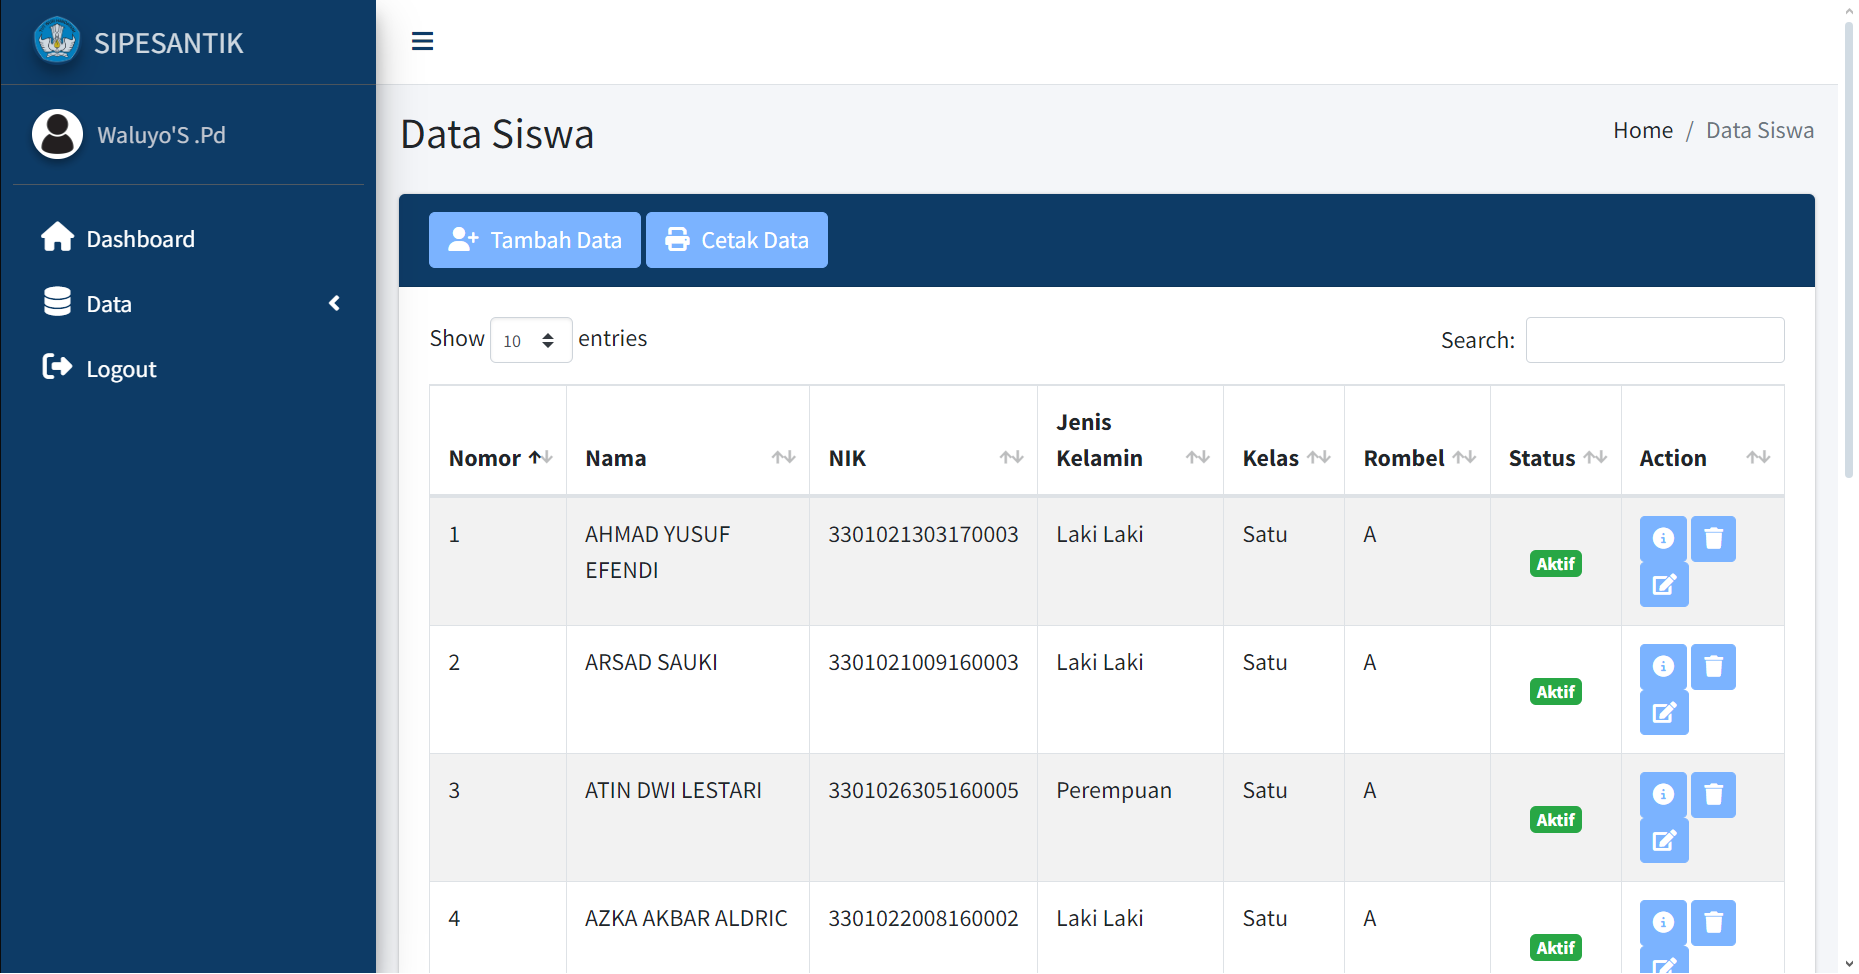 SIPESANTIK
Waluyo'S .Pd
Dashboard
Data
Logout
Data Siswa
Home / Data Siswa
Tambah Data
Cetak Data
Show 10 entries
Search:
Nomor Nama NIK Jenis Kelamin Kelas Rombel Status Action
1 AHMAD YUSUF EFENDI 3301021303170003 Laki Laki Satu A Aktif
2 ARSAD SAUKI 3301021009160003 Laki Laki Satu A Aktif
3 ATIN DWI LESTARI 3301026305160005 Perempuan Satu A Aktif
4 AZKA AKBAR ALDRIC 3301022008160002 Laki Laki Satu A Aktif